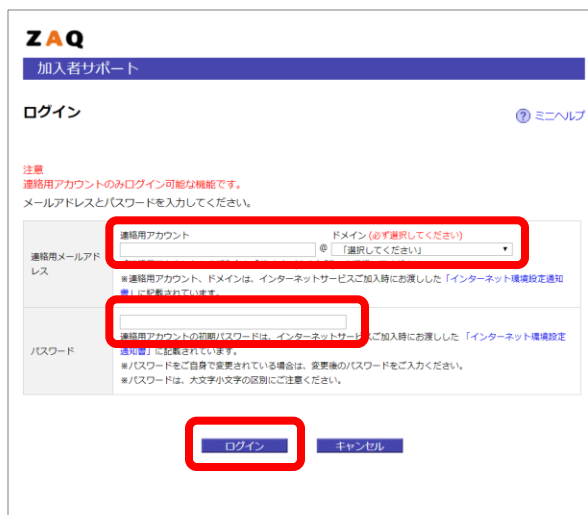 ZAQ
加入者サポート
ログイン
? ミニヘルプ
注意
連絡用アカウントのみログイン可能な機能です。
メールアドレスとパスワードを入力してください。
連絡用アカウント ドメイン (必ず選択してください)
@ 「選択してください」
連絡用メールアド
レス
※連絡用アカウント、ドメインは、インターネットサービスご加入時にお渡しした「インターネット環境設定通知
書」に記載されています。
パスワード
連絡用アカウントの初期パスワードは、インターネットサービスご加入時にお渡しした 「インターネット環境設定
通知書」に記載されています。
※パスワードをご自身で変更されている場合は、変更後のパスワードをご入力ください。
※パスワードは、大文字小文字の区別にご注意ください。
ログイン キャンセル